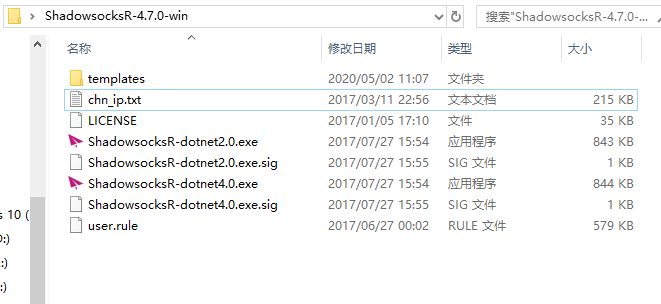 ShadowsocksR-4.7.0-win
搜索"ShadowsocksR-4.7.0-...
名称 修改日期 类型 大小
templates 2020/05/02 11:07 文件夹
chn_ip.txt 2017/03/11 22:56 文本文档 215 KB
LICENSE 2017/01/05 17:10 文件 35 KB
ShadowsocksR-dotnet2.0.exe 2017/07/27 15:54 应用程序 843 KB
ShadowsocksR-dotnet2.0.exe.sig 2017/07/27 15:55 SIG 文件 1 KB
ShadowsocksR-dotnet4.0.exe 2017/07/27 15:54 应用程序 844 KB
ShadowsocksR-dotnet4.0.exe.sig 2017/07/27 15:55 SIG 文件 1 KB
s 10 (
user.rule 2017/06/27 00:02 RULE 文件 579 KB
:)
:)
:)